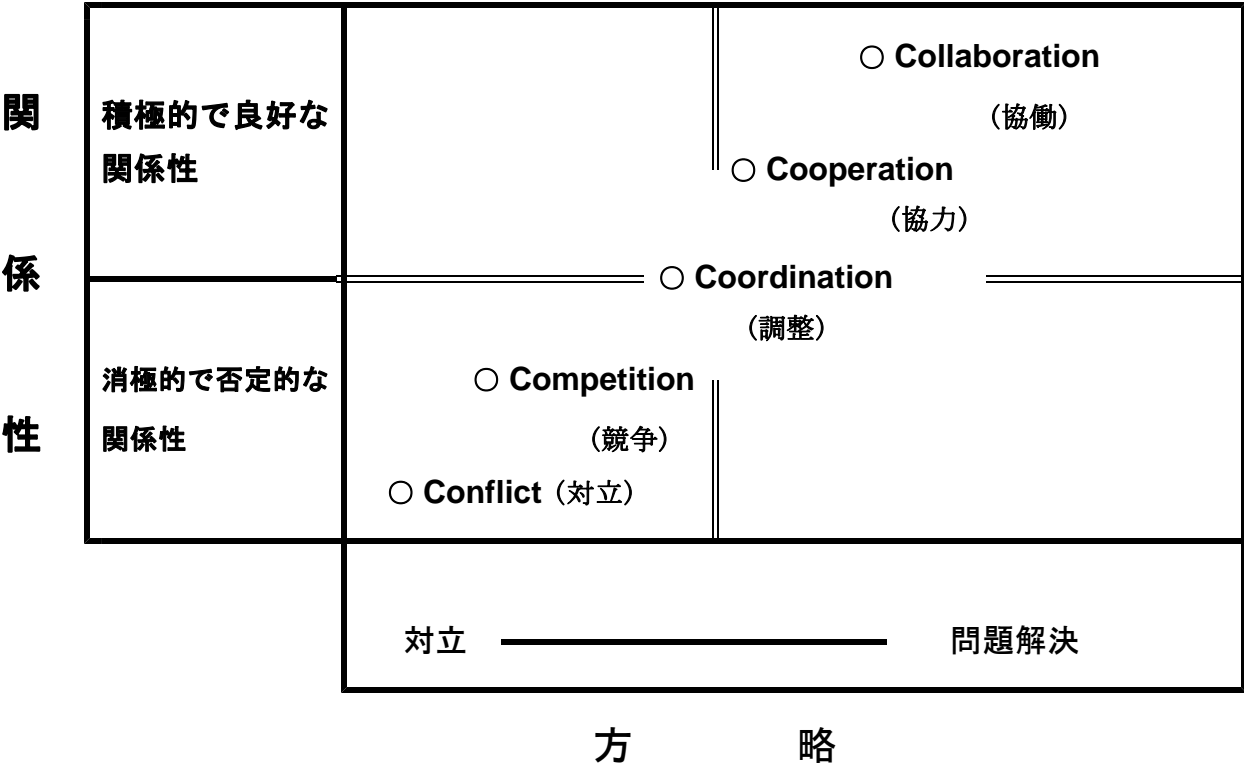 関
係
性
積極的で良好な
関係性
消極的で否定的な
関係性
○ Collaboration
（協働）
○ Cooperation
（協力）
○ Coordination
（調整）
○ Competition
（競争）
○ Conflict（対立）
対立
問題解決
方 略